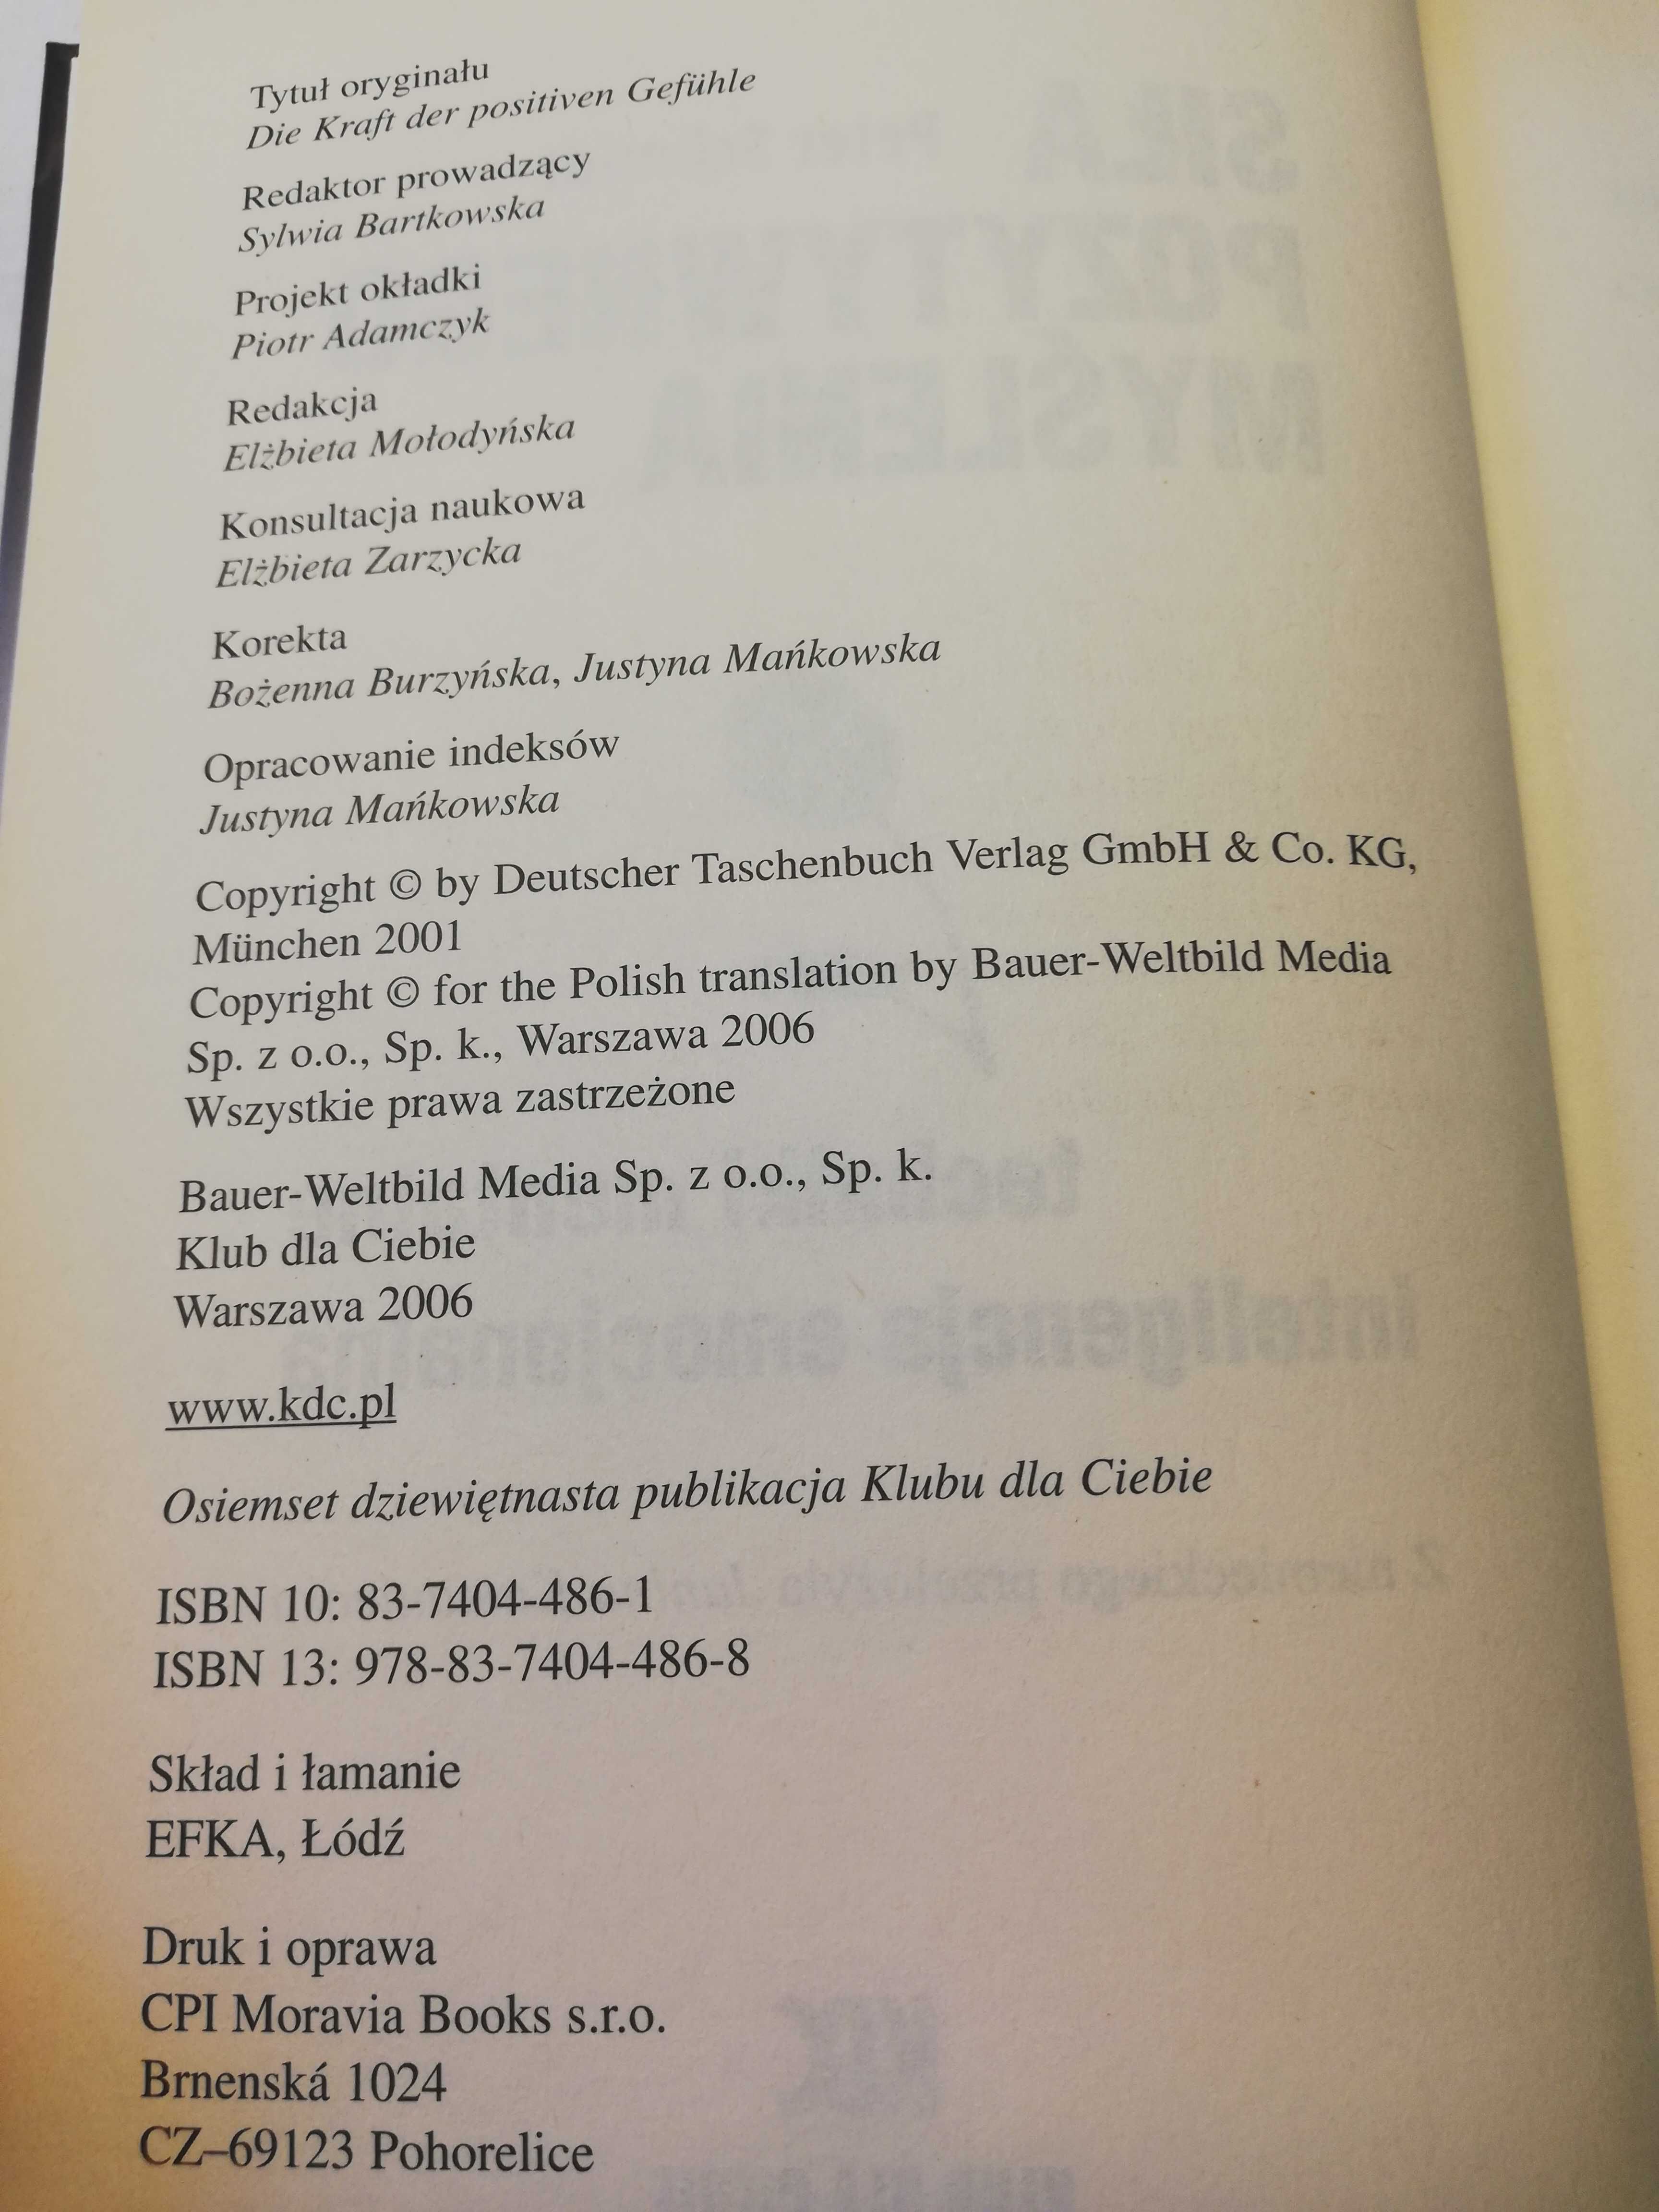 Tytuł oryginału
Die Kraft der positiven Gefühle
Redaktor prowadzący
Sylwia Bartkowska
Projekt okładki
Piotr Adamczyk
Redakcja
Elżbieta Mołodyńska
Konsultacja naukowa
Elżbieta Zarzycka
Korekta
Bożenna Burzyńska, Justyna Mańkowska
Opracowanie indeksów
Justyna Mańkowska
Copyright © by Deutscher Taschenbuch Verlag GmbH & Co. KG,
München 2001
Copyright © for the Polish translation by Bauer-Weltbild Media
Sp. z o.o., Sp. k., Warszawa 2006
Wszystkie prawa zastrzeżone
Bauer-Weltbild Media Sp. z o.o., Sp. k.
Klub dla Ciebie
Warszawa 2006
www.kdc.pl
Osiemset dziewiętnasta publikacja Klubu dla Ciebie
ISBN 10: 83-7404-486-1
ISBN 13: 978-83-7404-486-8
Skład i łamanie
EFKA, Łódź
Druk i oprawa
CPI Moravia Books s.r.o.
Brnenská 1024
CZ–69123 Pohorelice